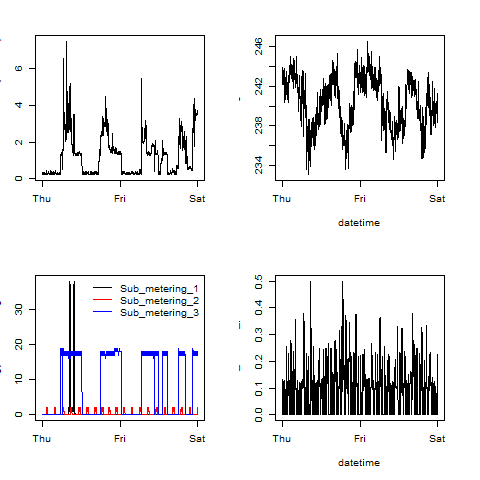 0 2 4 6
Thu Fri Sat
234 238 242 246
Thu Fri Sat
datetime
0 10 20 30
Sub_metering_1
Sub_metering_2
Sub_metering_3
Thu Fri Sat
0.0 0.1 0.2 0.3 0.4 0.5
Thu Fri Sat
datetime